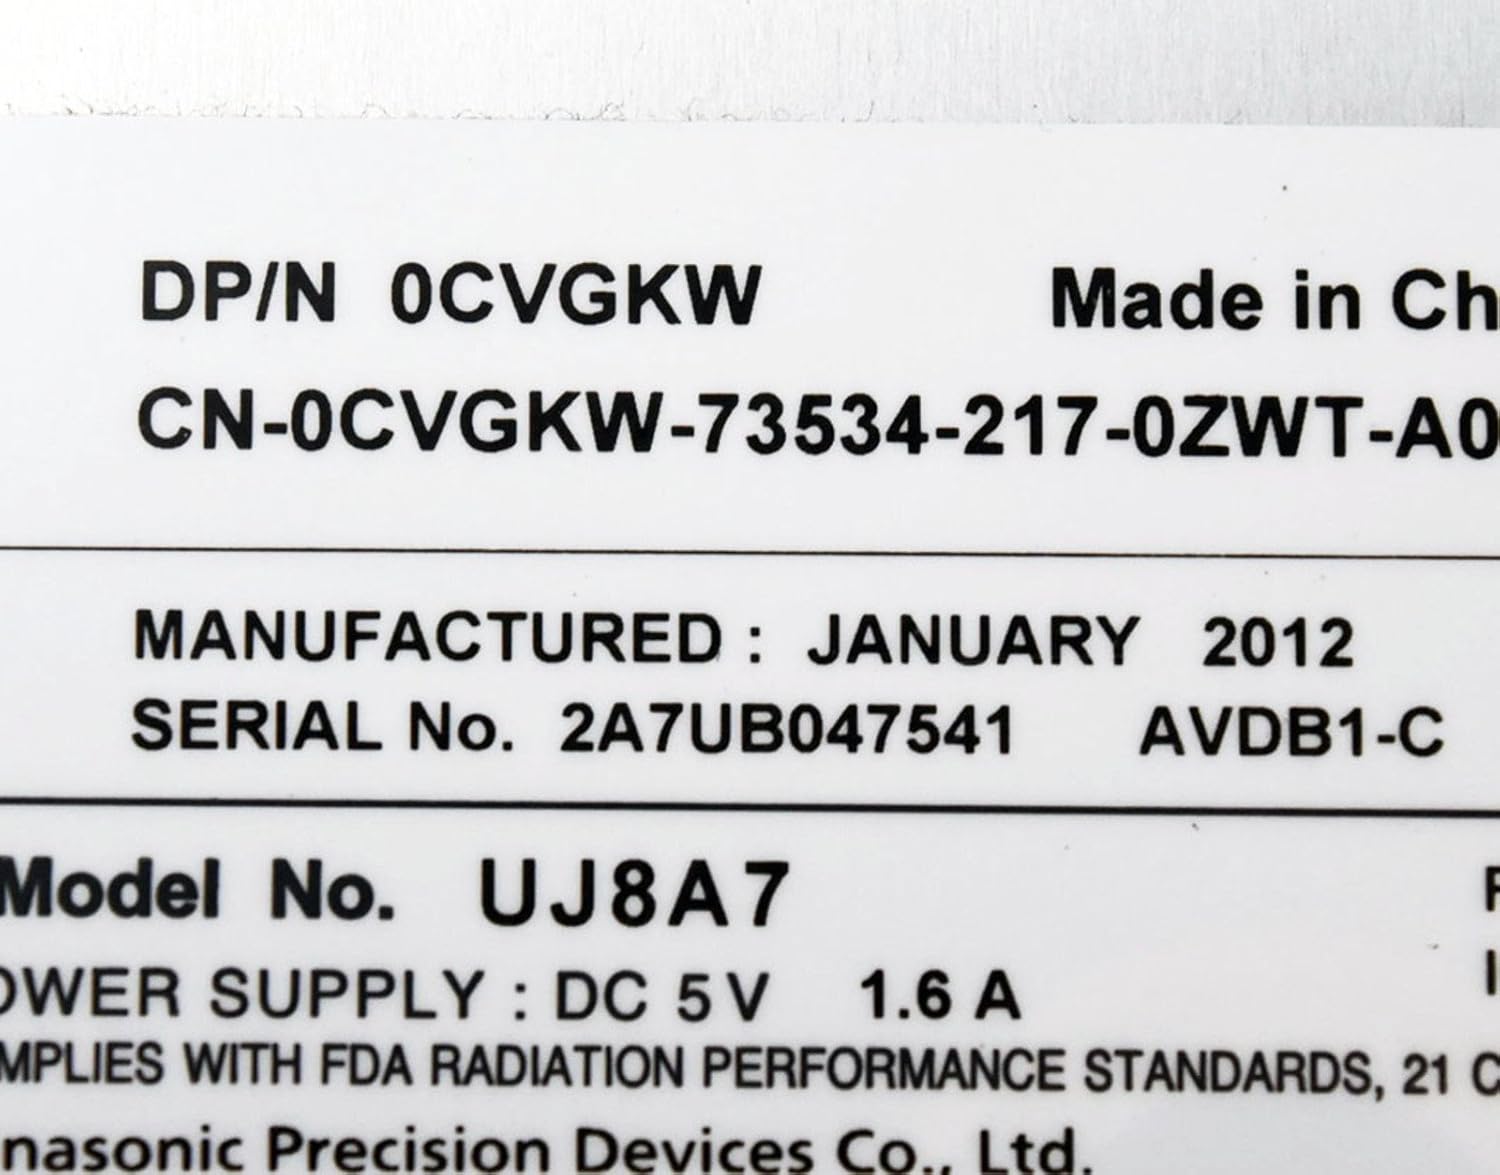 DP/N 0CVGKW Made in Ch
CN-0CVGKW-73534-217-0ZWT-A0
MANUFACTURED : JANUARY 2012
SERIAL No. 2A7UB047541 AVDB1-C
Model No. UJ8A7
OWER SUPPLY : DC 5V 1.6 A
MPLIES WITH FDA RADIATION PERFORMANCE STANDARDS, 21 C
nasonic Precision Devices Co., Ltd.